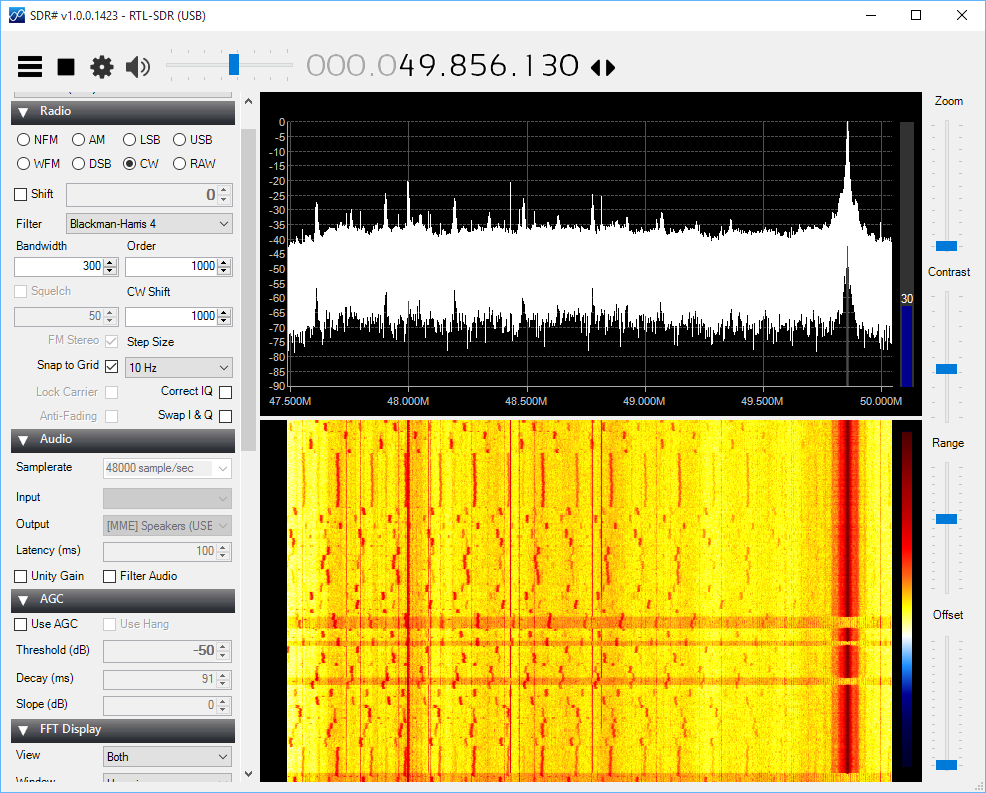 SDR# v1.0.0.1423 - RTL-SDR (USB)
000.049.856.130
Radio
NFM AM LSB USB
WFM DSB CW RAW
Shift 0
Filter Blackman-Harris 4
Bandwidth Order
300 1000
Squelch CW Shift
50 1000
FM Stereo Step Size
Snap to Grid 10 Hz
Lock Carrier Correct IQ
Anti-Fading Swap I & Q
Audio
Samplerate 48000 sample/sec
Input
Output [MME] Speakers (USE
Latency (ms) 100
Unity Gain Filter Audio
AGC
Use AGC Use Hang
Threshold (dB) -50
Decay (ms) 91
Slope (dB) 0
FFT Display
View Both
0
-5
-10
-15
-20
-25
-30
-35
-40
-45
-50
-55
-60
-65
-70
-75
-80
-85
-90
47.500M 48.000M 48.500M 49.000M 49.500M 50.000M
30
Zoom
Contrast
Range
Offset